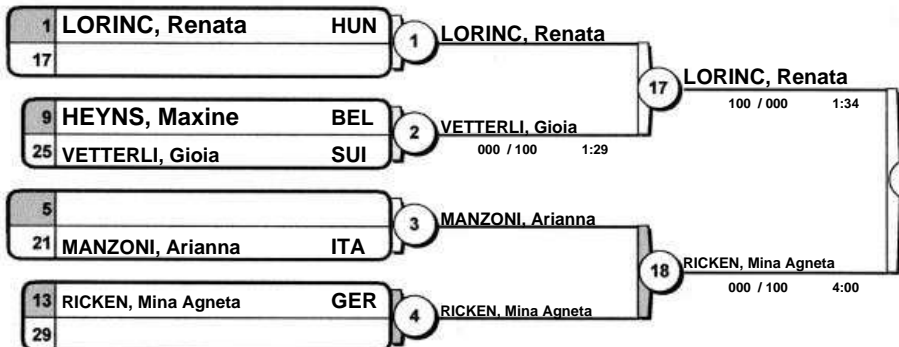 1 LORINC, Renata HUN
17
9 HEYNS, Maxine BEL
25 VETTERLI, Gioia SUI
5
21 MANZONI, Arianna ITA
13 RICKEN, Mina Agneta GER
29
1 LORINC, Renata
2 VETTERLI, Gioia
000 / 100 1:29
3 MANZONI, Arianna
4 RICKEN, Mina Agneta
17 LORINC, Renata
100 / 000 1:34
18 RICKEN, Mina Agneta
000 / 100 4:00